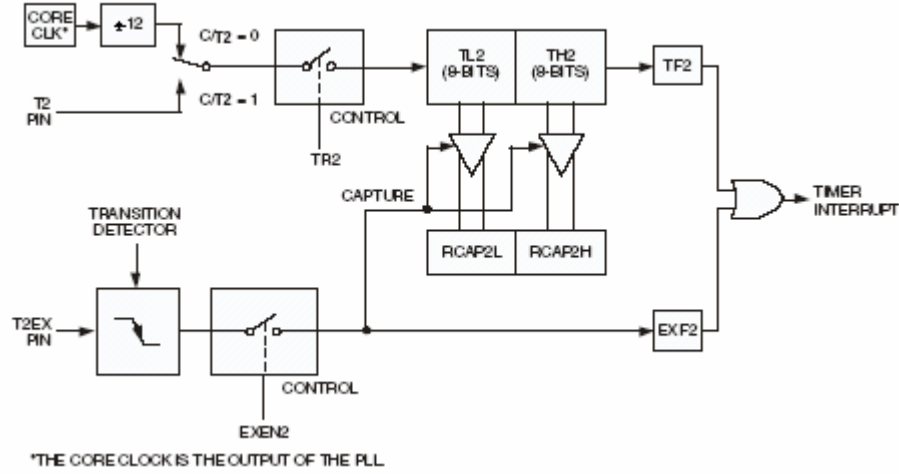 CORE
CLK*
÷12
C/T2 = 0
T2
PIN
C/T2 = 1
CONTROL
TR2
TL2
(8-BITS)
TH2
(8-BITS)
TF2
CAPTURE
TIMER
INTERRUPT
TRANSITION
DETECTOR
RCAP2L
RCAP2H
T2EX
PIN
EXF2
CONTROL
EXEN2
*THE CORE CLOCK IS THE OUTPUT OF THE PLL